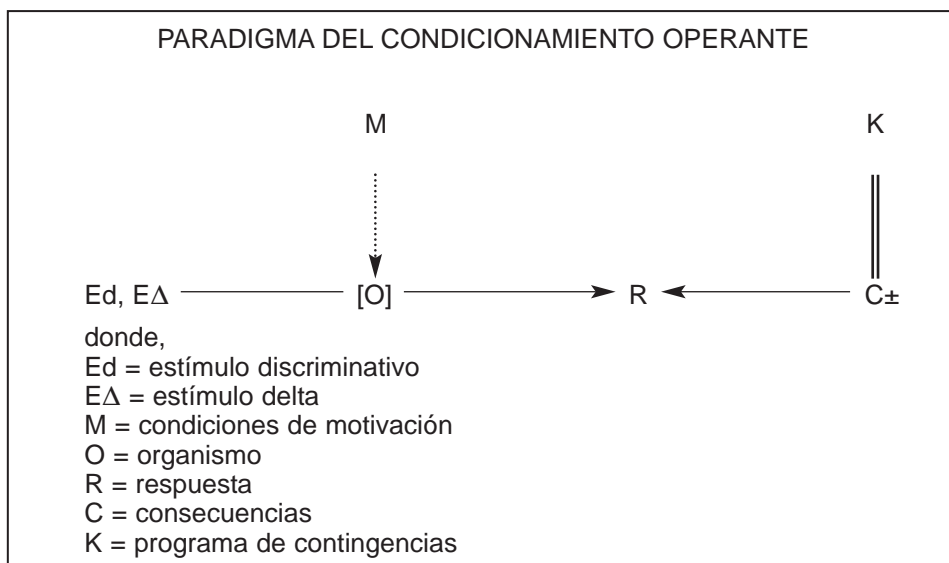 PARADIGMA DEL CONDICIONAMIENTO OPERANTE
M K
Ed, EΔ [O] R C±
donde,
Ed = estímulo discriminativo
EΔ = estímulo delta
M = condiciones de motivación
O = organismo
R = respuesta
C = consecuencias
K = programa de contingencias